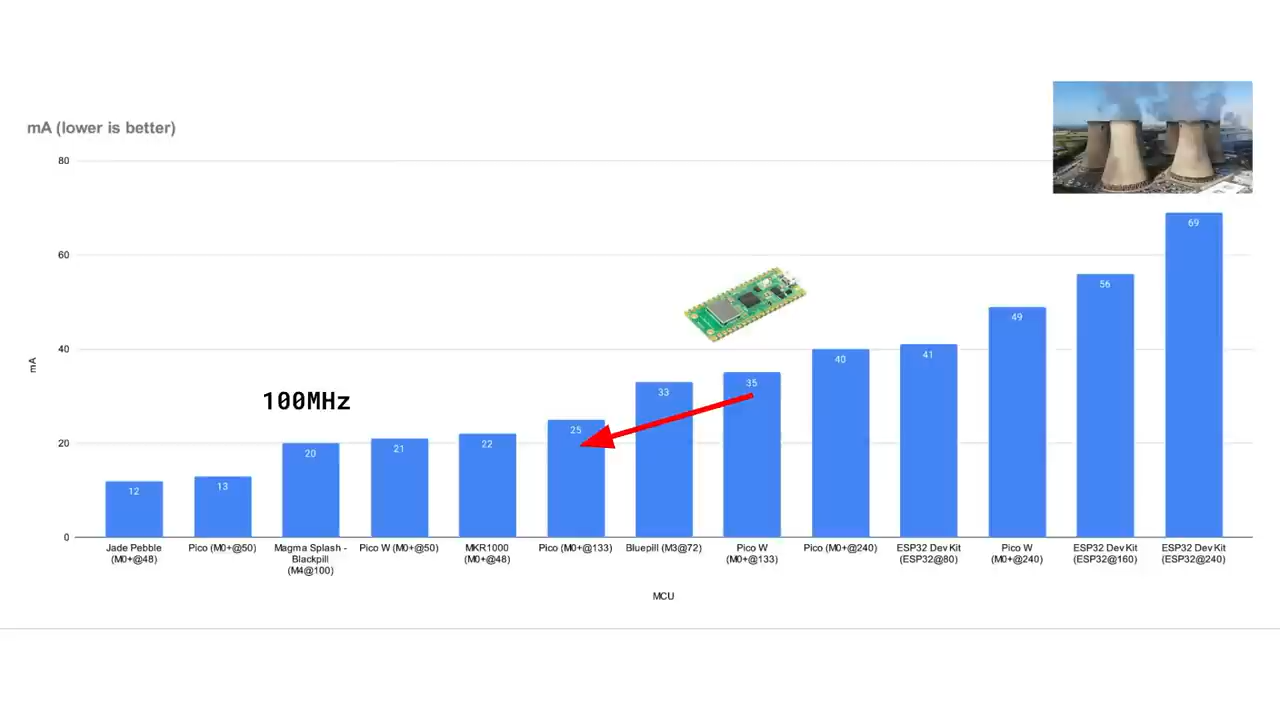 mA (lower is better)
80
60
40
20
0
mA
100MHz
12
13
20
21
22
25
33
35
40
41
49
56
69
Jade Pebble
(M0+@48)
Pico (M0+@50)
Magma Splash -
Blackpill
(M4@100)
Pico W (M0+@50)
MKR1000
(M0+@48)
Pico (M0+@133)
Bluepill (M3@72)
Pico W
(M0+@133)
Pico (M0+@240)
ESP32 Dev Kit
(ESP32@80)
Pico W
(M0+@240)
ESP32 Dev Kit
(ESP32@160)
ESP32 Dev Kit
(ESP32@240)
MCU